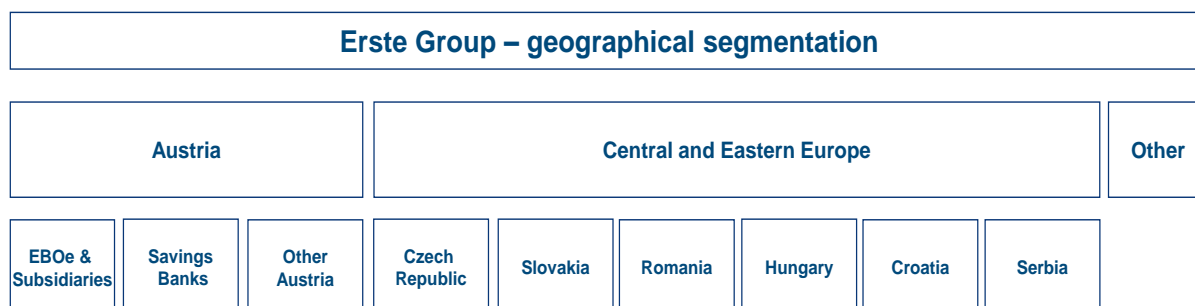 Erste Group – geographical segmentation
Austria
Central and Eastern Europe
Other
EBOe &
Subsidiaries
Savings
Banks
Other
Austria
Czech
Republic
Slovakia
Romania
Hungary
Croatia
Serbia